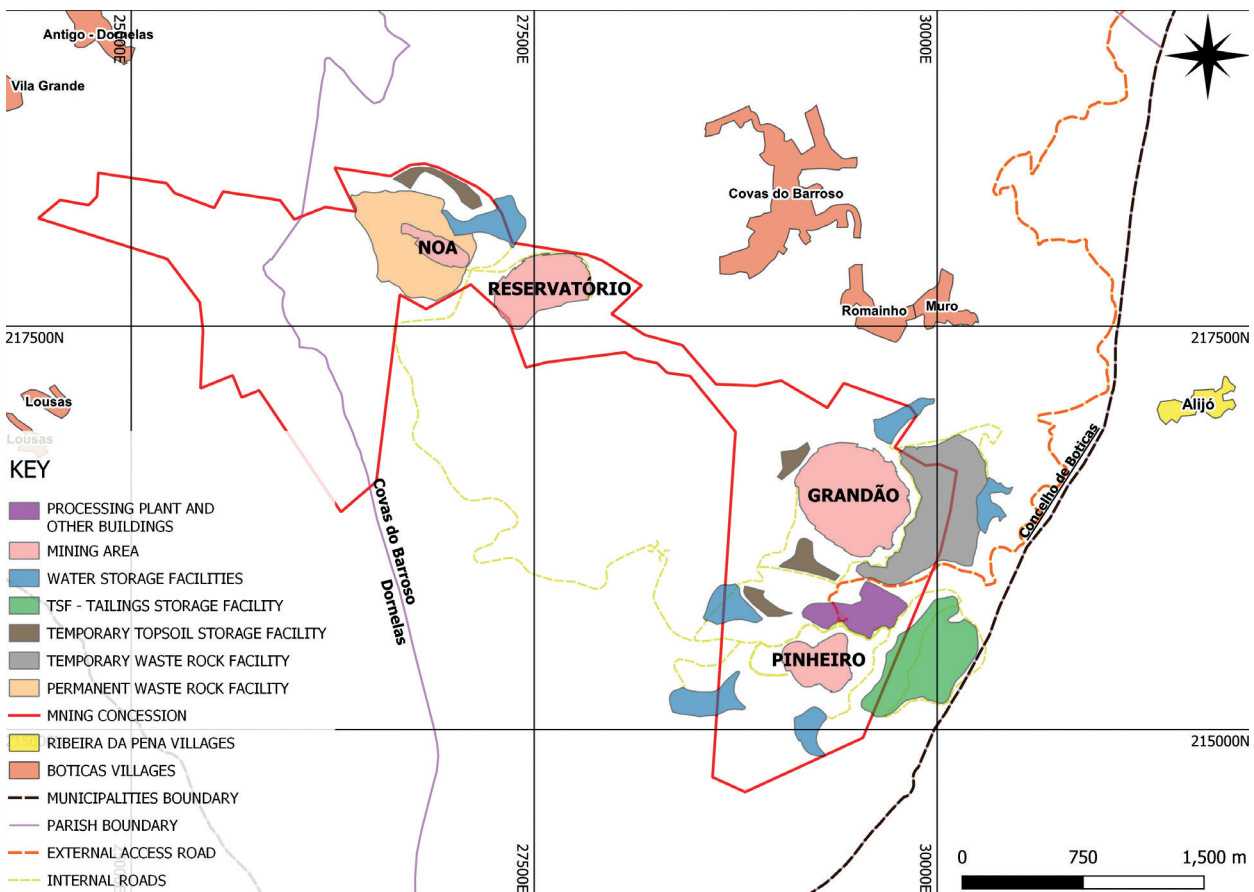 25000E
27500E
30000E
Antigo - Dornelas
Vila Grande
Covas do Barroso
NOA
RESERVATÓRIO
Romainho
Muro
217500N
217500N
Lousas
Lousas
Alijó
KEY
PROCESSING PLANT AND
OTHER BUILDINGS
MINING AREA
WATER STORAGE FACILITIES
TSF - TAILINGS STORAGE FACILITY
TEMPORARY TOPSOIL STORAGE FACILITY
TEMPORARY WASTE ROCK FACILITY
PERMANENT WASTE ROCK FACILITY
MNING CONCESSION
RIBEIRA DA PENA VILLAGES
BOTICAS VILLAGES
MUNICIPALITIES BOUNDARY
PARISH BOUNDARY
EXTERNAL ACCESS ROAD
INTERNAL ROADS
Covas do Barroso
Dornelas
GRANDÃO
PINHEIRO
Concelho de Boticas
215000N
27500E
30000E
0 750 1,500 m